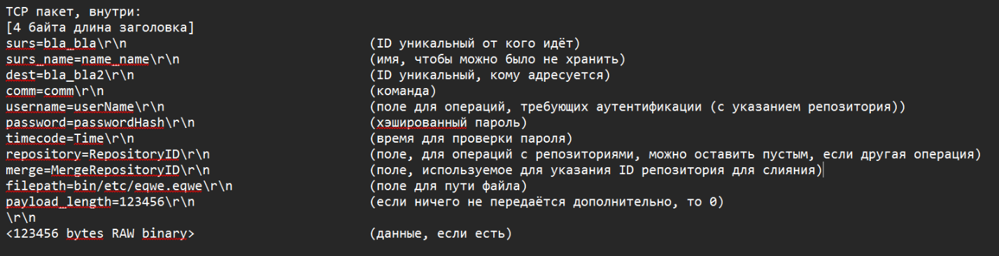 TCP пакет, внутри:
[4 байта длина заголовка]
surs=bla_bla\r\n (ID уникальный от кого идёт)
surs_name=name_name\r\n (имя, чтобы можно было не хранить)
dest=bla_bla2\r\n (ID уникальный, кому адресуется)
comm=comm\r\n (команда)
username=userName\r\n (поле для операций, требующих аутентификации (с указанием репозитория))
password=passwordHash\r\n (хэшированный пароль)
timecode=Time\r\n (время для проверки пароля)
repository=RepositoryID\r\n (поле, для операций с репозиториями, можно оставить пустым, если другая операция)
merge=MergeRepositoryID\r\n (поле, используемое для указания ID репозитория для слияния)
filepath=bin/etc/eqwe.eqwe\r\n (поле для пути файла)
payload_length=123456\r\n (если ничего не передаётся дополнительно, то 0)
\r\n
<123456 bytes RAW binary> (данные, если есть)